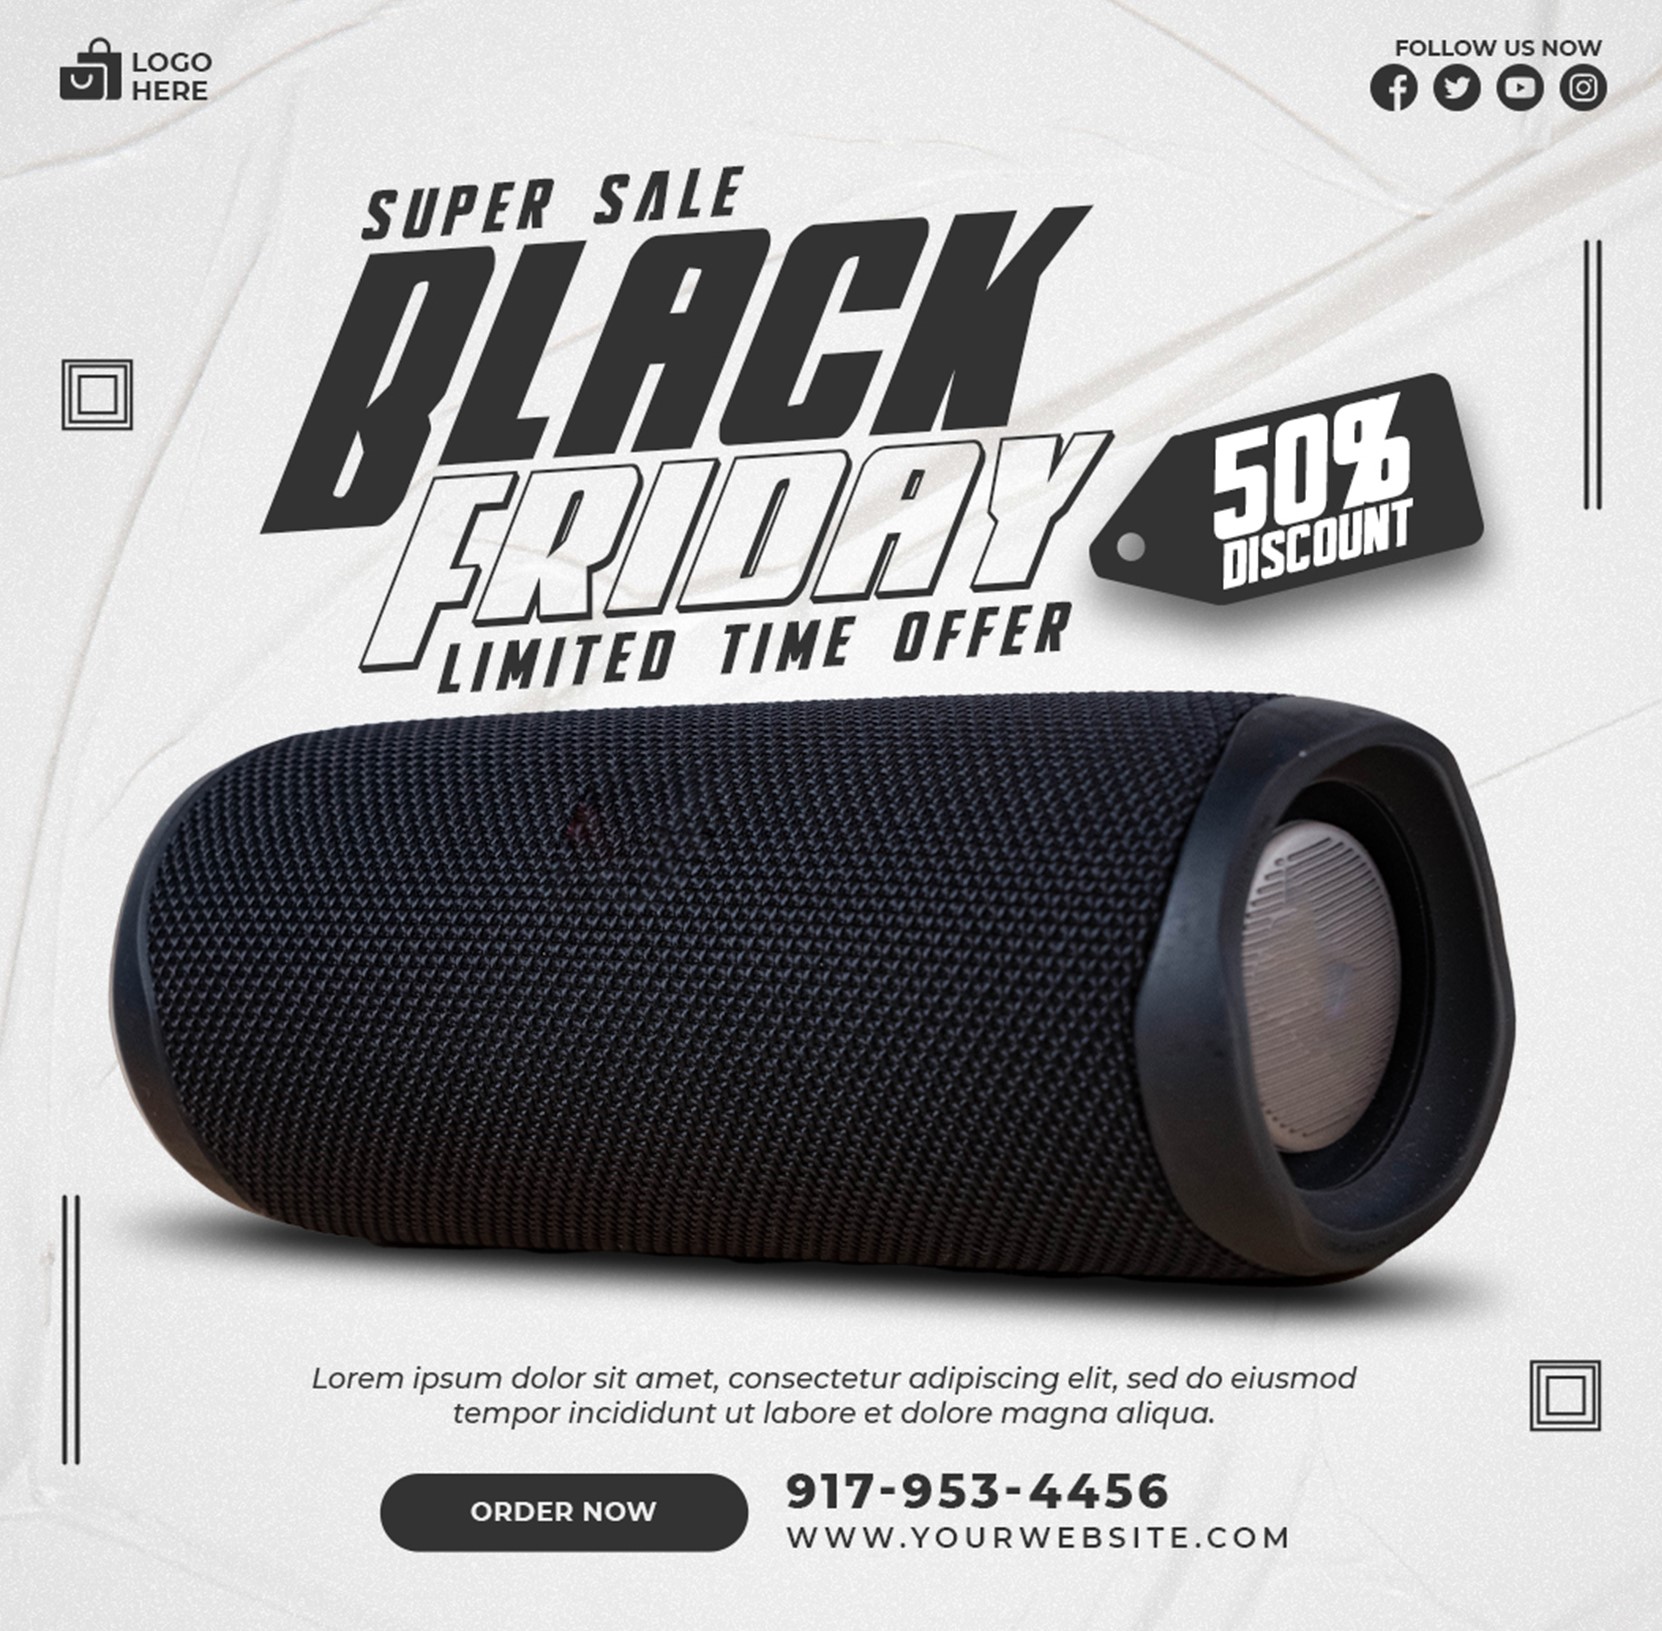 LOGO
HERE
FOLLOW US NOW
SUPER SALE
BLACK
FRIDAY
LIMITED TIME OFFER
50%
DISCOUNT
Lorem ipsum dolor sit amet, consectetur adipiscing elit, sed do eiusmod
tempor incididunt ut labore et dolore magna aliqua.
ORDER NOW
917-953-4456
WWW.YOURWEBSITE.COM